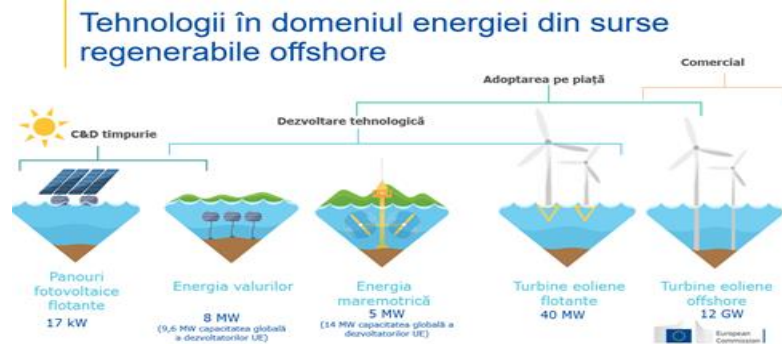 Tehnologii în domeniul energiei din surse
regenerabile offshore
Comercial
Adoptarea pe piață
Dezvoltare tehnologică
C&D timpurie
Panouri
fotovoltaice
flotante
17 kW
Energia valurilor
8 MW
(9,6 MW capacitatea globală
a dezvoltatorilor UE)
Energia
maremotrică
5 MW
(14 MW capacitatea globală a
dezvoltatorilor UE)
Turbine eoliene
flotante
40 MW
Turbine eoliene
offshore
12 GW
European
Commission